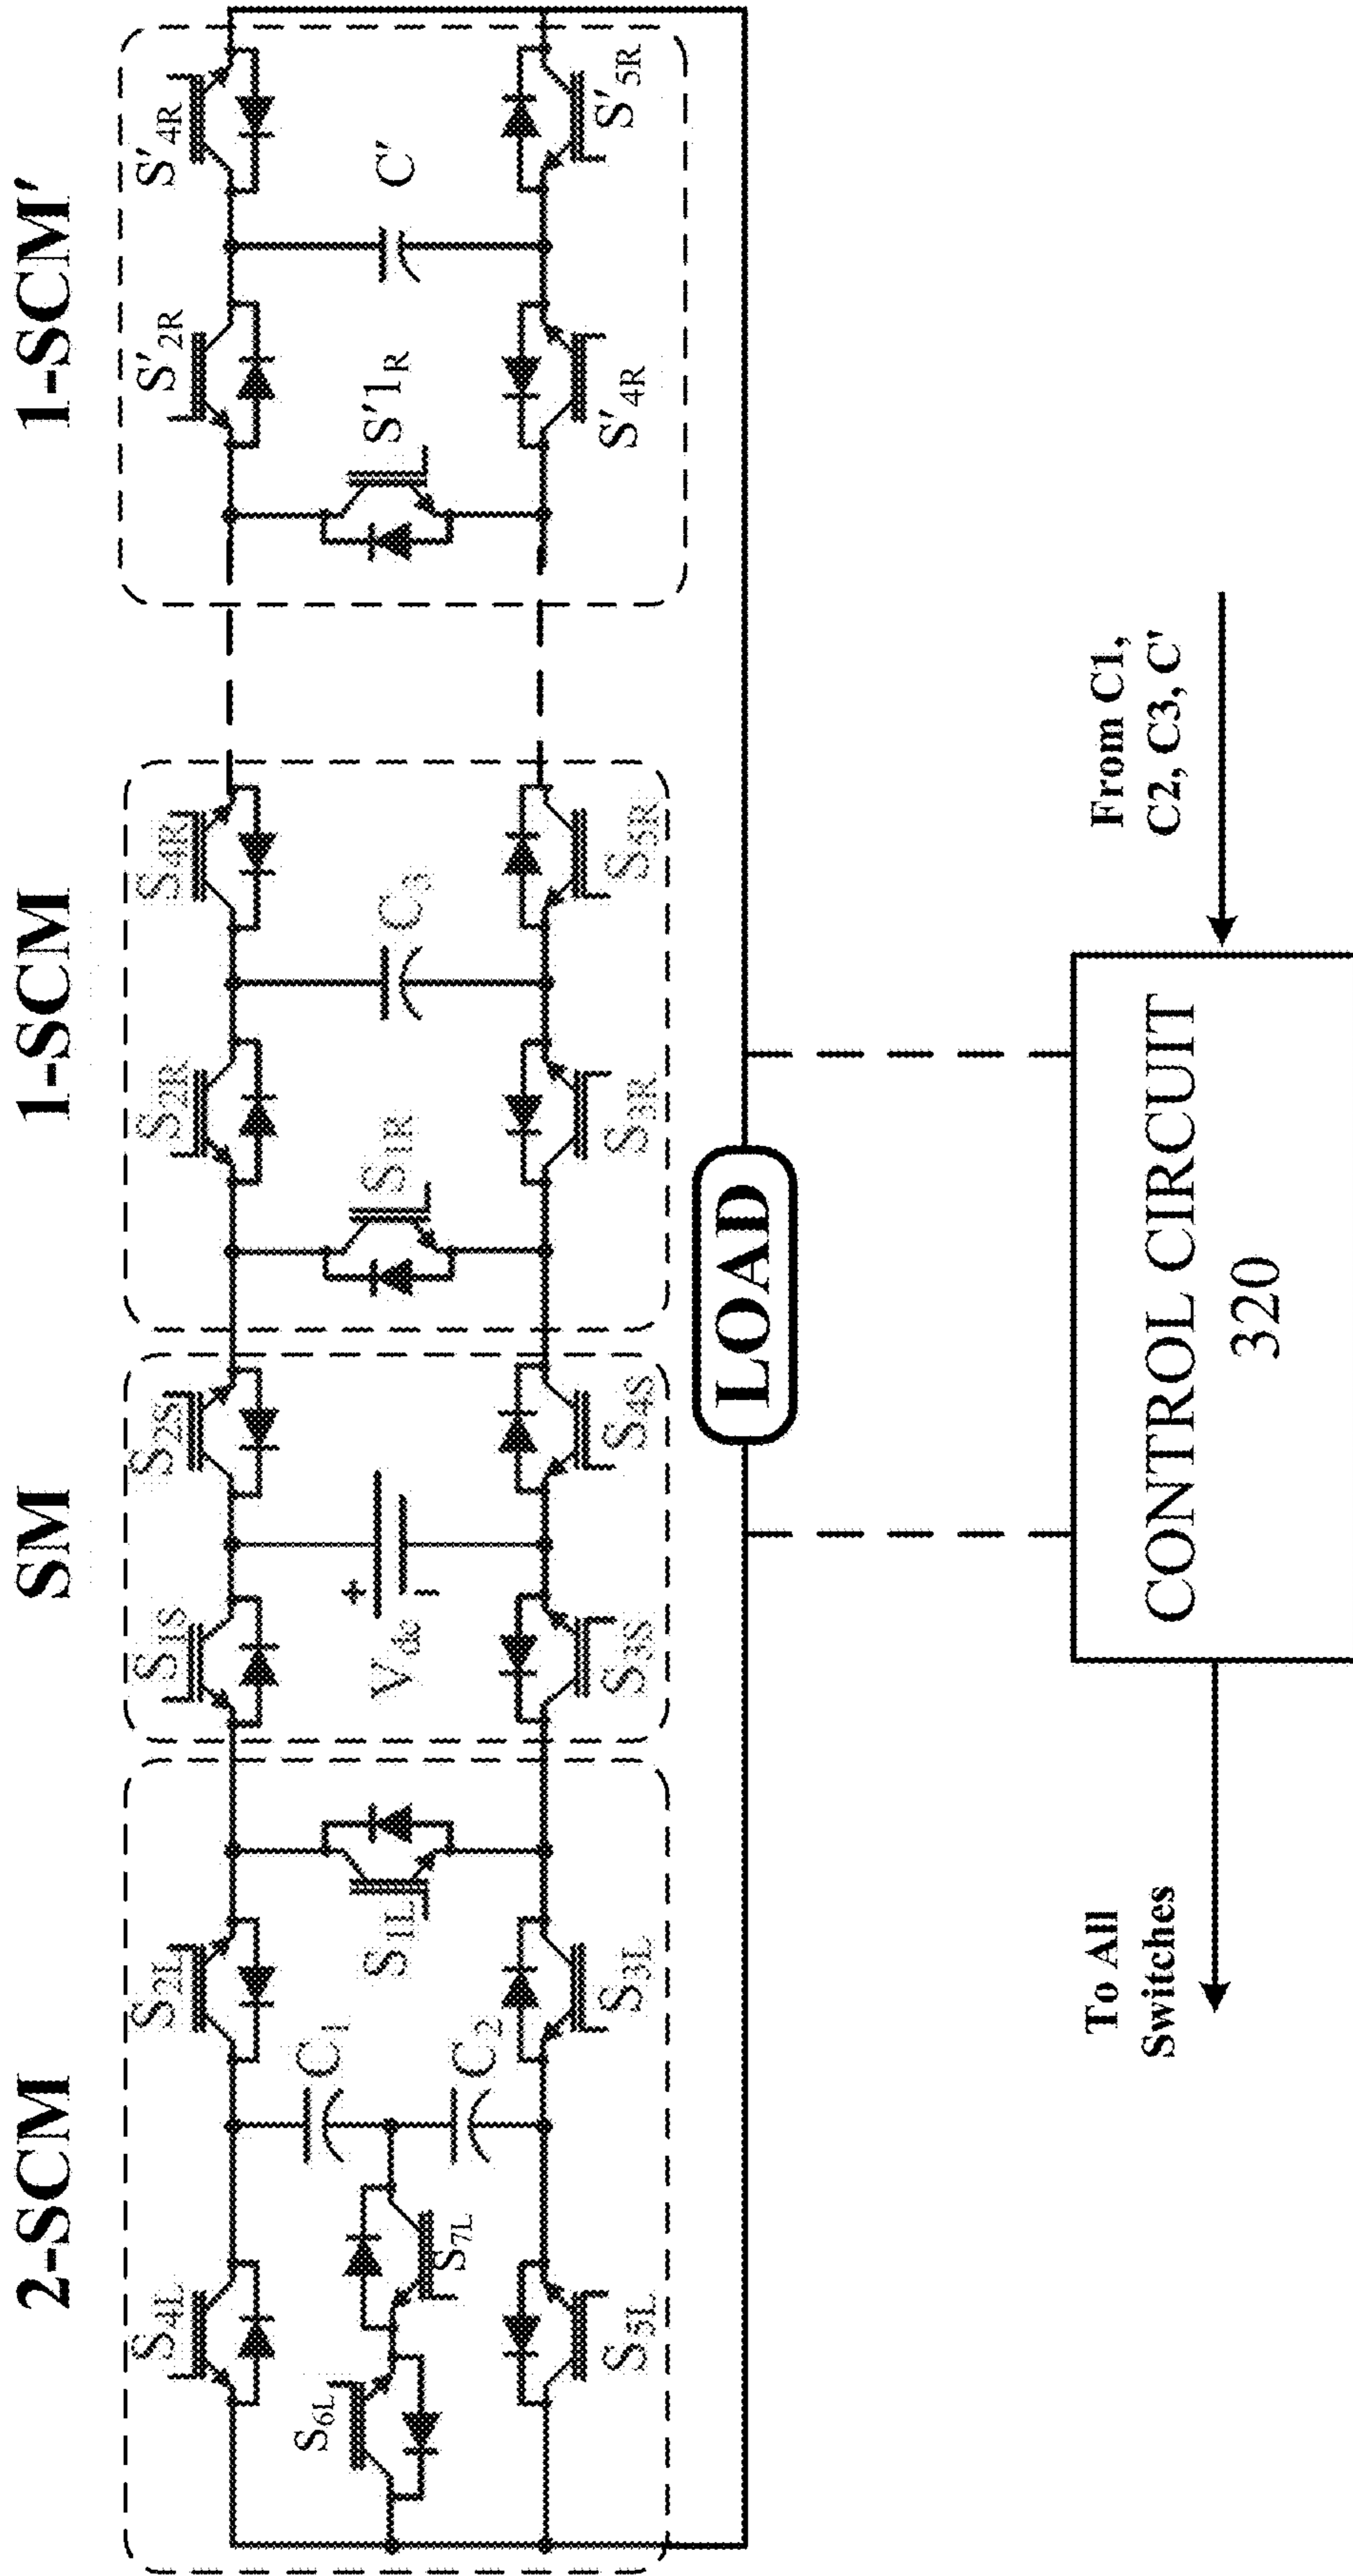 2-SCM
SM
1-SCM
1-SCM'
S4L
S2L
S1S
S2S
S2R
S4R
S'2R
S'4R
S6L
S7L
C1
C2
S1L
Vdc
+
-
S1R
C3
S'1R
C'
S5L
S3L
S3S
S4S
S3R
S5R
S'4R
S'5R
LOAD
To All
Switches
CONTROL CIRCUIT
320
From C1,
C2, C3, C'